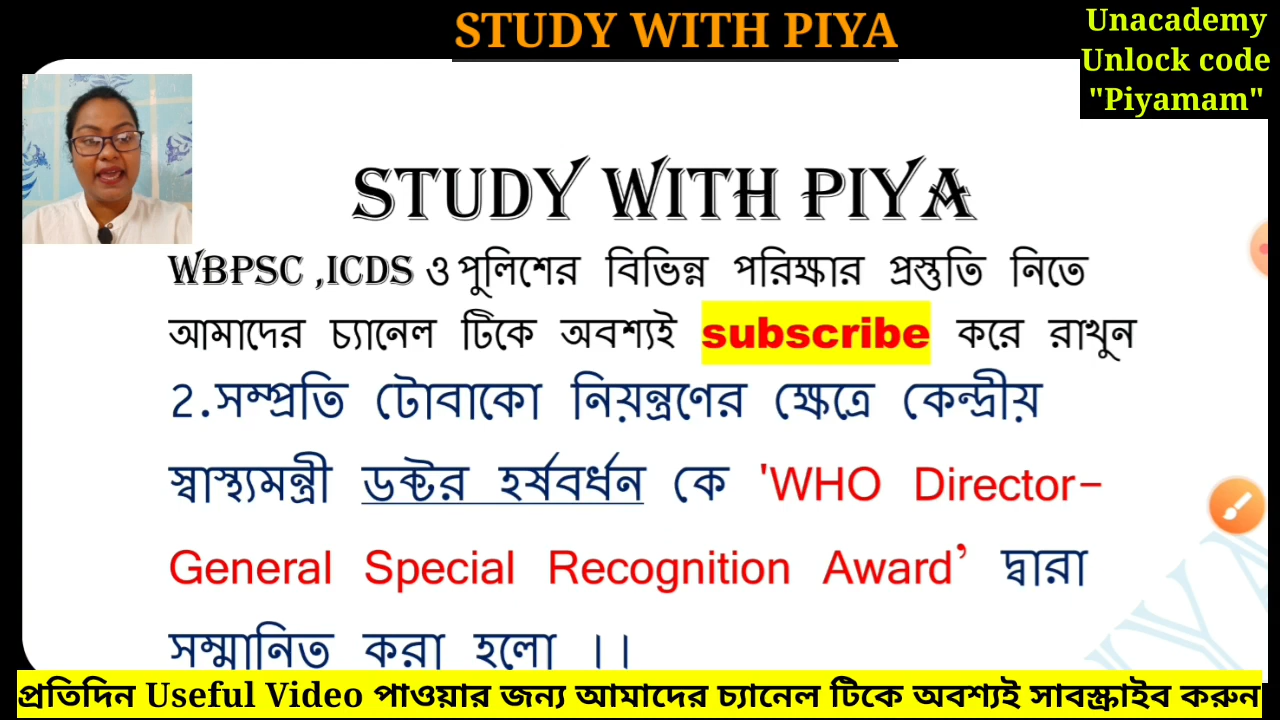 STUDY WITH PIYA
Unacademy
Unlock code
"Piyamam"
STUDY WITH PIYA
WBPSC ,ICDS ও পুলিশের বিভিন্ন পরিক্ষার প্রস্তুতি নিতে
আমাদের চ্যানেল টিকে অবশ্যই subscribe করে রাখুন
2.সম্প্রতি টোবাকো নিয়ন্ত্রণের ক্ষেত্রে কেন্দ্রীয়
স্বাস্থ্যমন্ত্রী ডক্টর হর্ষবর্ধন কে 'WHO Director-
General Special Recognition Award’ দ্বারা
সম্মানিত করা হলো ।।
প্রতিদিন Useful Video পাওয়ার জন্য আমাদের চ্যানেল টিকে অবশ্যই সাবস্ক্রাইব করুন